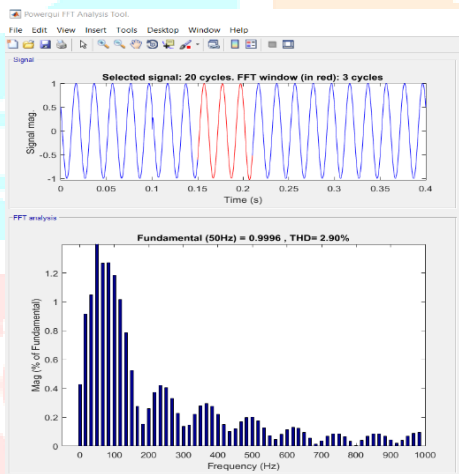 Powergui FFT Analysis Tool.
File Edit View Insert Tools Desktop Window Help
Signal
Selected signal: 20 cycles. FFT window (in red): 3 cycles
Signal mag.
1
0.5
0
-0.5
-1
0 0.05 0.1 0.15 0.2 0.25 0.3 0.35 0.4
Time (s)
FFT analysis
Fundamental (50Hz) = 0.9996 , THD= 2.90%
Mag (% of Fundamental)
1.2
1
0.8
0.6
0.4
0.2
0
0 100 200 300 400 500 600 700 800 900 1000
Frequency (Hz)